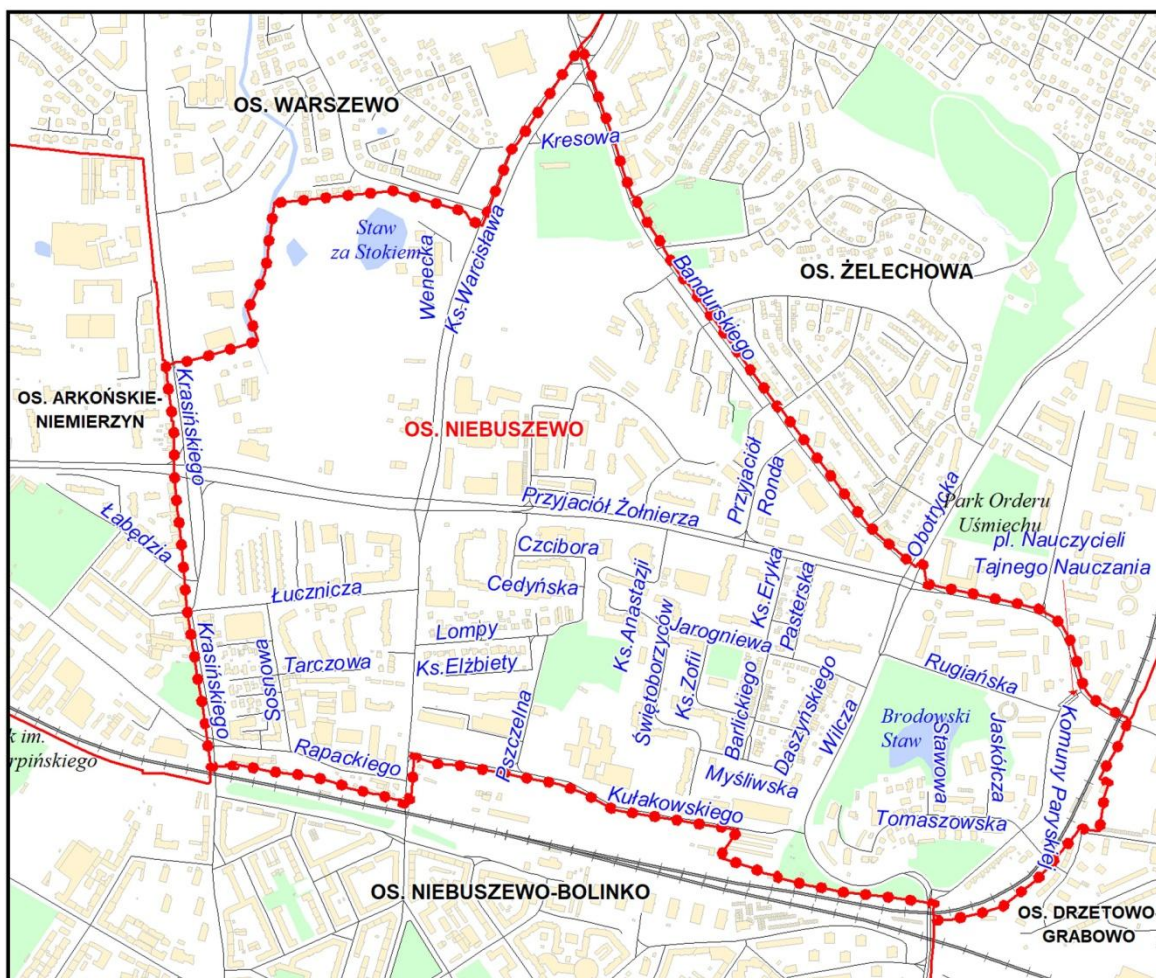 OS. WARSZEWO
Kresowa
Staw
za Stokiem
Wenecka
Ks. Warcisława
OS. ŻELECHOWA
Bandurskiego
OS. ARKOŃSKIE-
NIEMIERZYN
Krasińskiego
OS. NIEBUSZEWO
Przyjaciół
Ronda
Przyjaciół Żołnierza
Obotrycka
Park Orderu
Uśmiechu
pl. Nauczycieli
Tajnego Nauczania
Łabędzia
Czcibora
Cedyńska
Łucznicza
Ks. Anastazji
Ks. Eryka
Pasterska
Lompy
Świętoborzyców
Jarogniewa
Krasińskiego
Sosnowa
Tarczowa
Ks. Elżbiety
Ks. Zofii
Rugiańska
Pszczelna
Barlickiego
Daszyńskiego
Wilcza
Brodowski
Staw
Stawowa
Jaskółcza
Komuny Paryskiej
k im.
rpińskiego
Rapackiego
Myśliwska
Kułakowskiego
Tomaszowska
OS. NIEBUSZEWO-BOLINKO
OS. DRZETOWO-
GRABOWO